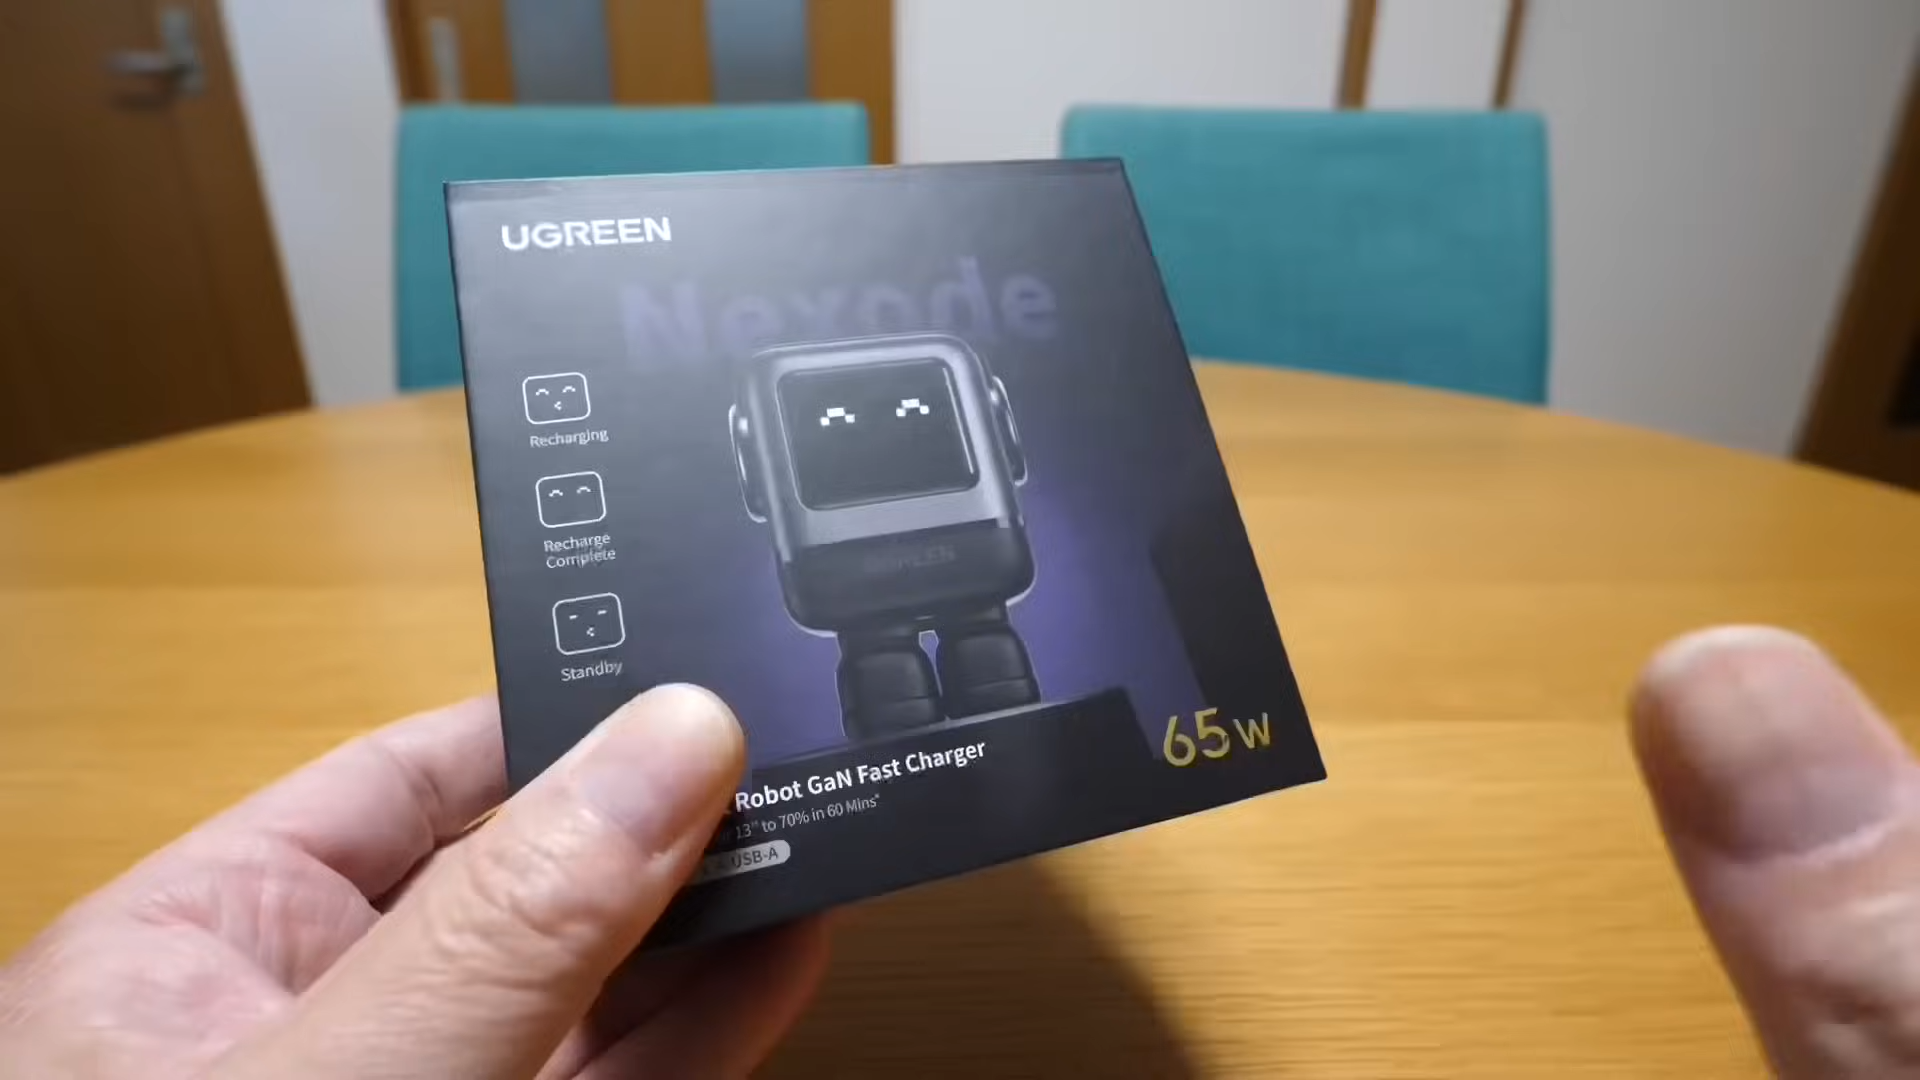 UGREEN
Nexode
Recharging
Recharge
Complete
Standby
65W
Robot GaN Fast Charger
13" to 70% in 60 Mins*
USB-A